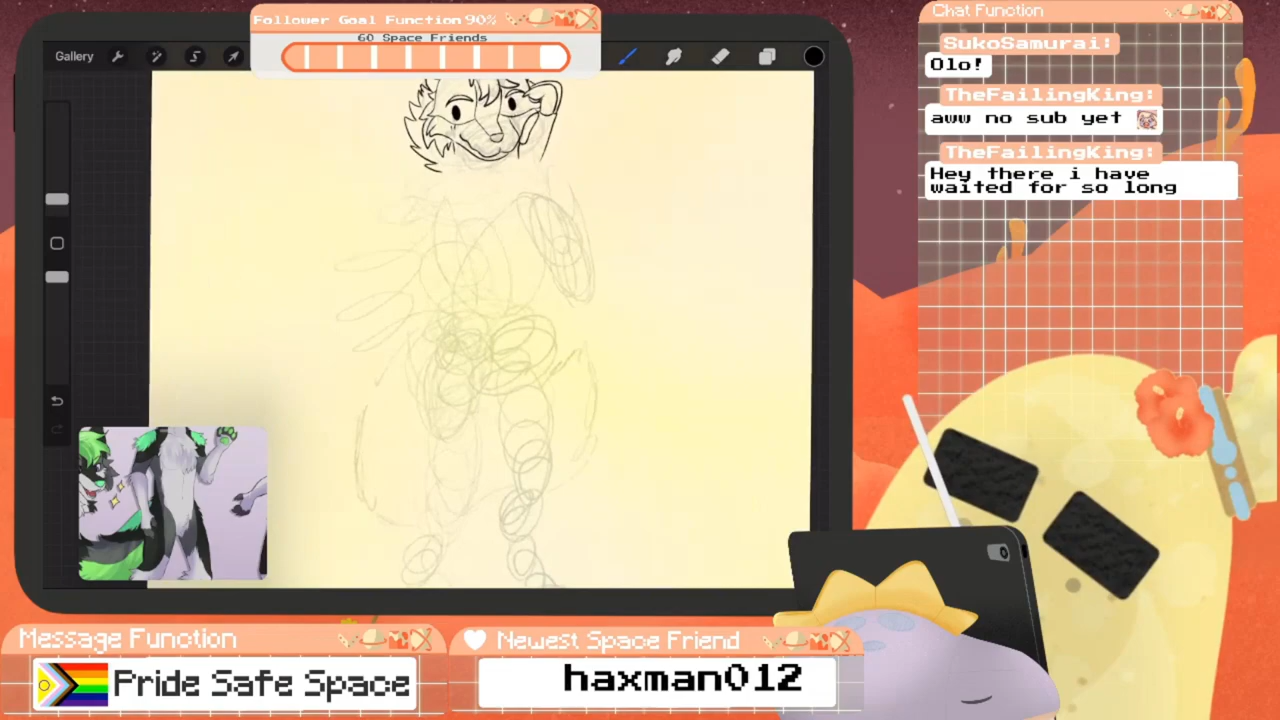 Follower Goal Function 90%
60 Space Friends
Gallery
Chat Function
SukoSamurai:
Olo!
TheFailingKing:
aww no sub yet
TheFailingKing:
Hey there i have
waited for so long
Message Function
Pride Safe Space
Newest Space Friend
haxman012